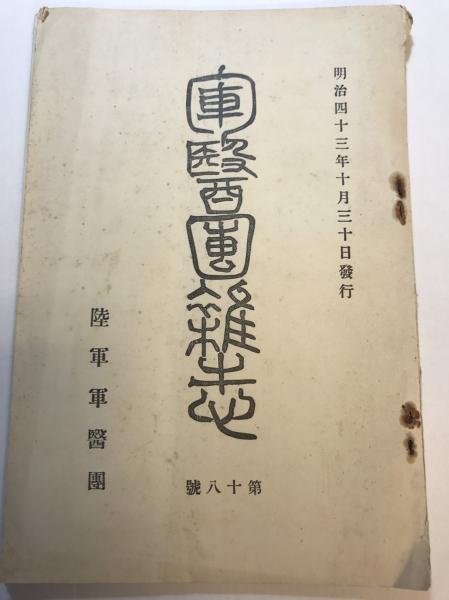 明治四十三年十月三十日發行
軍醫團雜志
第十八號
陸軍軍醫團